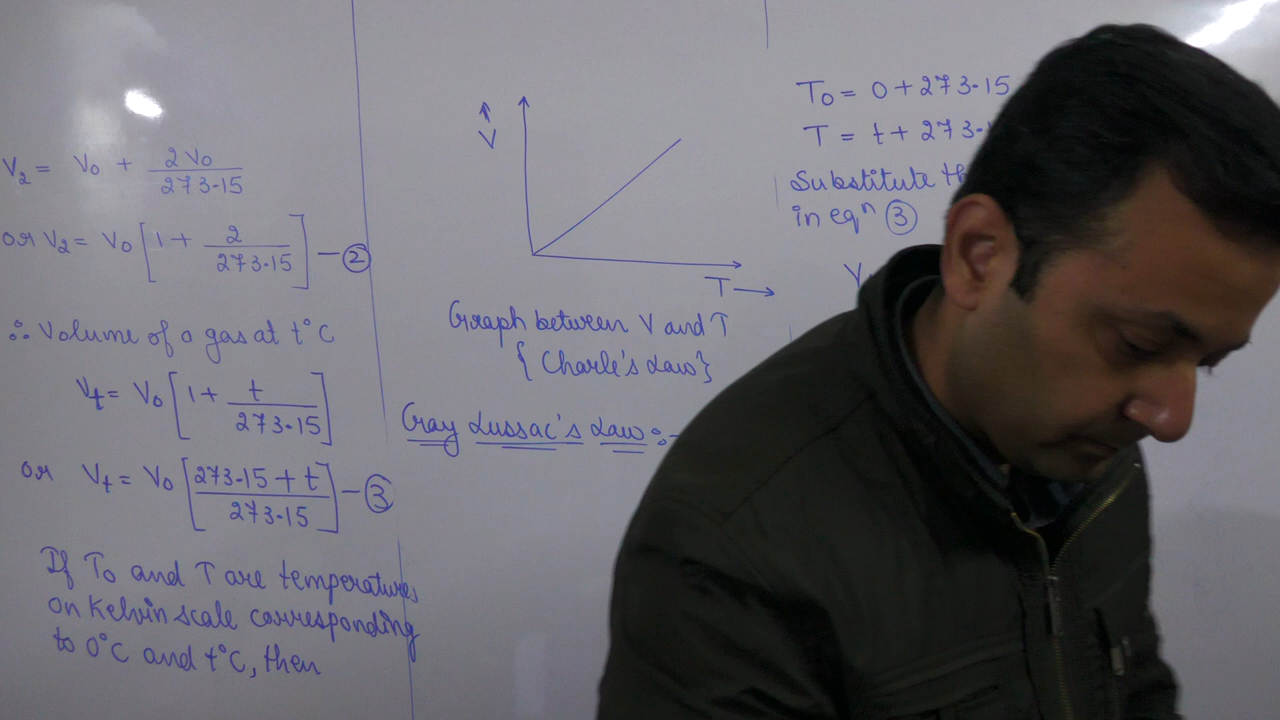 V₂ = V₀ + 2V₀/273.15
or V₂ = V₀ [1 + 2/273.15] — ②
∴ Volume of a gas at t°C
Vt = V₀ [1 + t/273.15]
or Vt = V₀ [(273.15 + t)/273.15] — ③
If T₀ and T are temperatures
on Kelvin scale corresponding
to 0°C and t°C, then
↑
V
T →
Graph between V and T
{ Charle's Law }
Gray Lussac's Law :-
T₀ = 0 + 273.15
T = t + 273.
Substitute
in eqⁿ ③
V